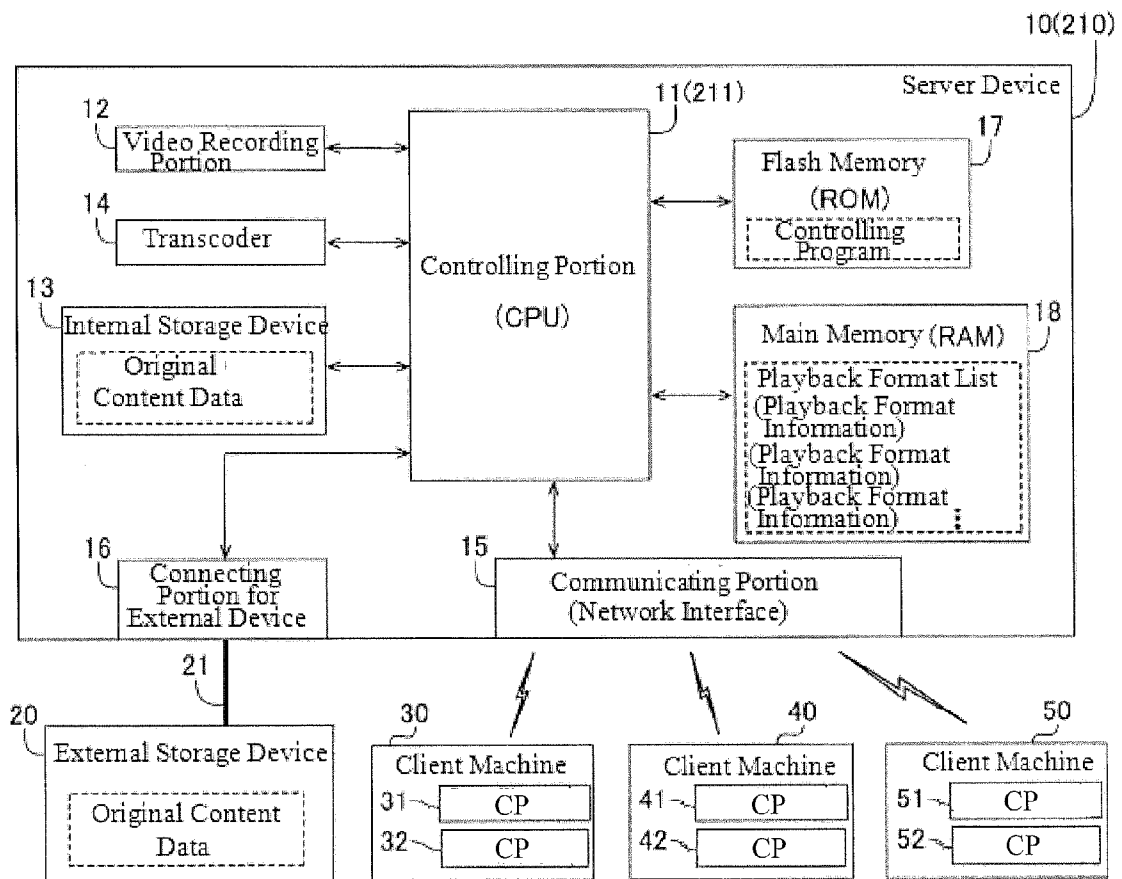 10(210)
Server Device
11(211)
12
Video Recording
Portion
14
Transcoder
13
Internal Storage Device
Original
Content Data
Controlling Portion
(CPU)
17
Flash Memory
(ROM)
Controlling
Program
18
Main Memory (RAM)
Playback Format List
(Playback Format
Information)
(Playback Format
Information)
(Playback Format
Information)
16
Connecting
Portion for
External Device
15
Communicating Portion
(Network Interface)
21
20
External Storage Device
Original Content
Data
30
Client Machine
31
CP
32
CP
40
Client Machine
41
CP
42
CP
50
Client Machine
51
CP
52
CP